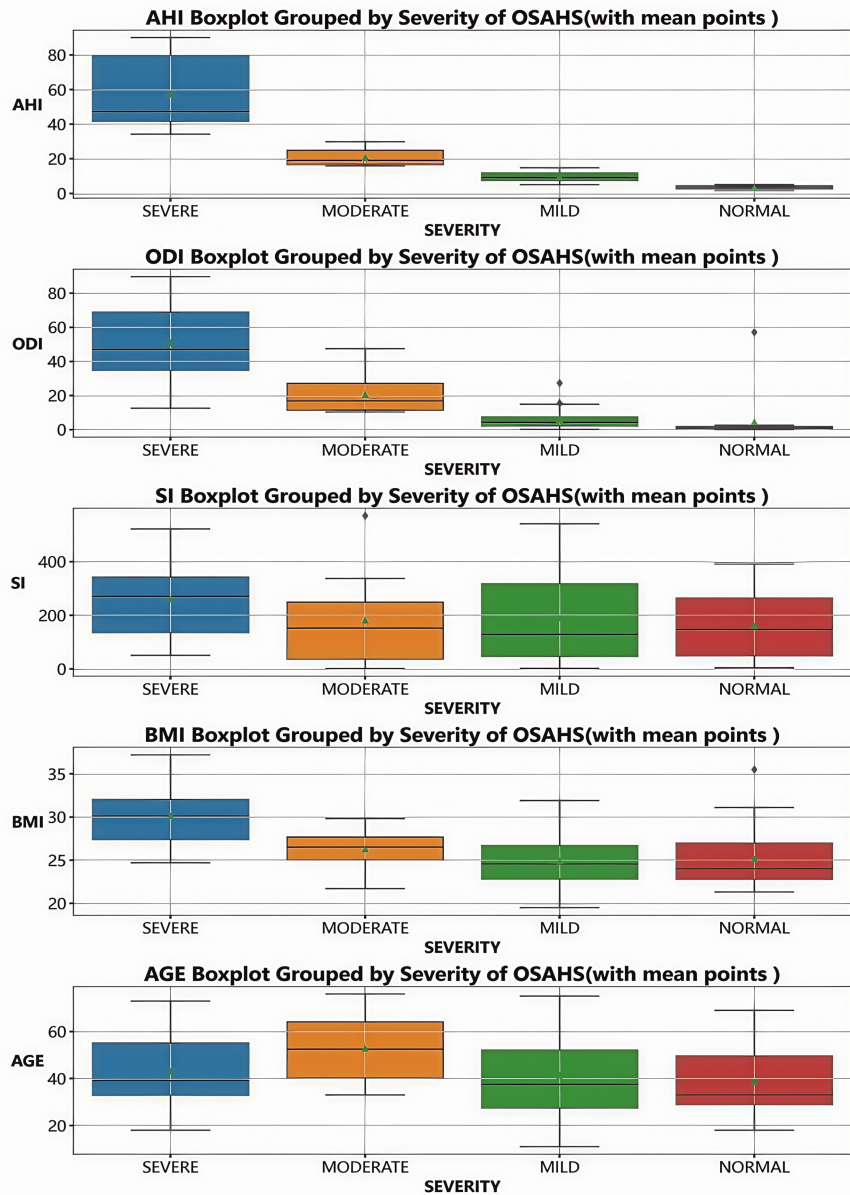 AHI Boxplot Grouped by Severity of OSAHS(with mean points )
80
60
AHI
40
20
0
SEVERE MODERATE MILD NORMAL
SEVERITY
ODI Boxplot Grouped by Severity of OSAHS(with mean points )
80
60
ODI
40
20
0
SEVERE MODERATE MILD NORMAL
SEVERITY
SI Boxplot Grouped by Severity of OSAHS(with mean points )
400
SI
200
0
SEVERE MODERATE MILD NORMAL
SEVERITY
BMI Boxplot Grouped by Severity of OSAHS(with mean points )
35
30
BMI
25
20
SEVERE MODERATE MILD NORMAL
SEVERITY
AGE Boxplot Grouped by Severity of OSAHS(with mean points )
60
AGE
40
20
SEVERE MODERATE MILD NORMAL
SEVERITY